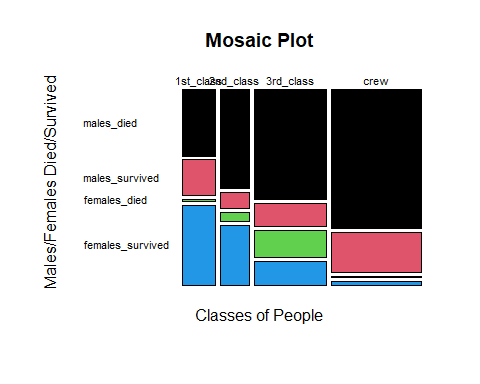 Mosaic Plot
1st_class 2nd_class 3rd_class crew
Males/Females Died/Survived
males_died
males_survived
females_died
females_survived
Classes of People